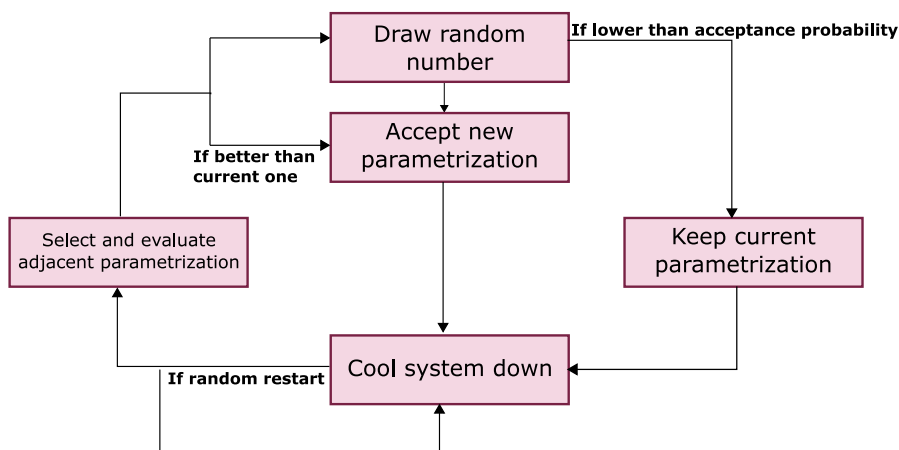 Draw random
number
If lower than acceptance probability
Accept new
parametrization
If better than
current one
Select and evaluate
adjacent parametrization
Keep current
parametrization
Cool system down
If random restart